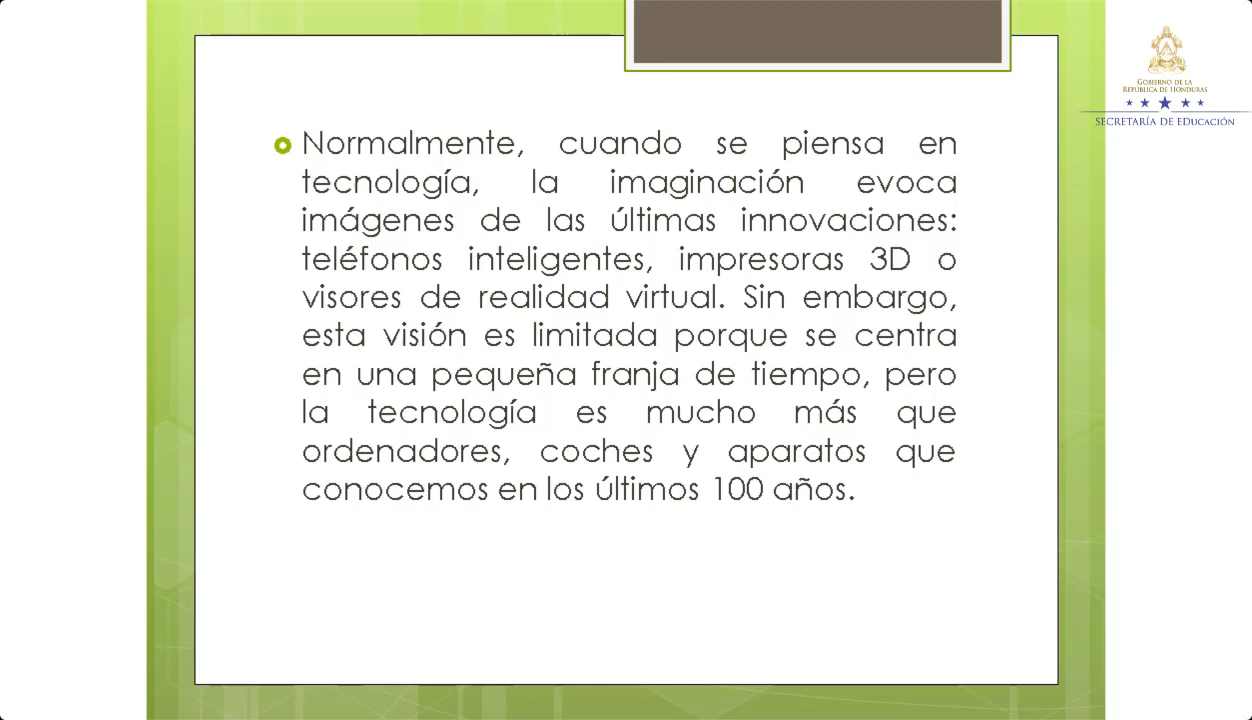 Normalmente, cuando se piensa en
tecnología, la imaginación evoca
imágenes de las últimas innovaciones:
teléfonos inteligentes, impresoras 3D o
visores de realidad virtual. Sin embargo,
esta visión es limitada porque se centra
en una pequeña franja de tiempo, pero
la tecnología es mucho más que
ordenadores, coches y aparatos que
conocemos en los últimos 100 años.
GOBIERNO DE LA
REPÚBLICA DE HONDURAS
SECRETARÍA DE EDUCACIÓN